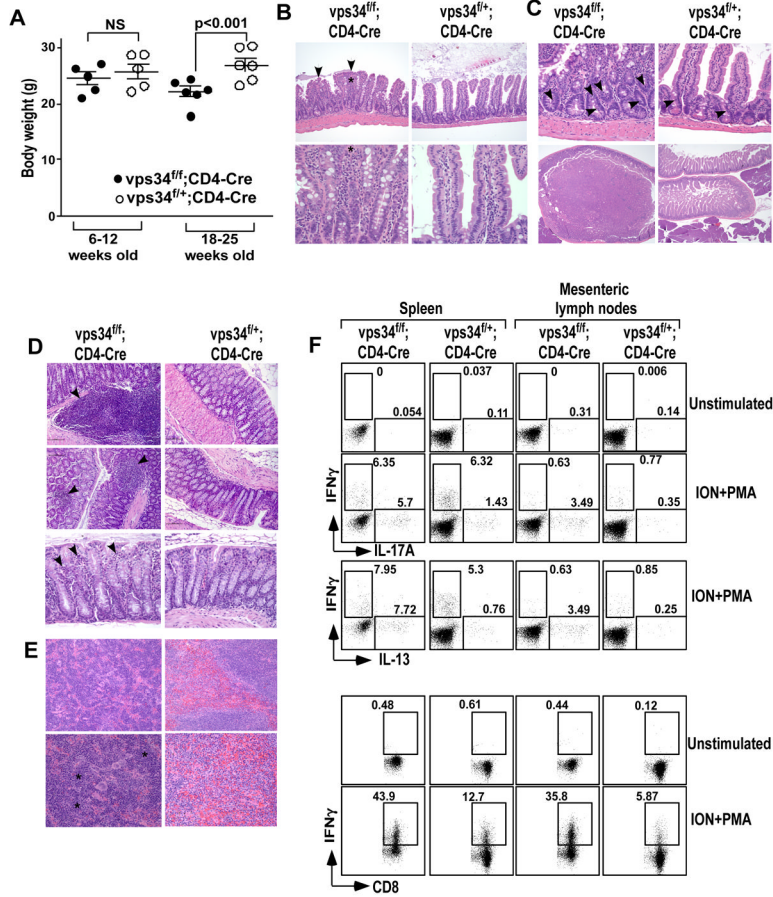 A
NS
p<0.001
Body weight (g)
30
20
10
0
vps34f/f;CD4-Cre
vps34f/+;CD4-Cre
6-12
weeks old
18-25
weeks old
B
vps34f/f;
CD4-Cre
vps34f/+;
CD4-Cre
*
*
C
vps34f/f;
CD4-Cre
vps34f/+;
CD4-Cre
D
vps34f/f;
CD4-Cre
vps34f/+;
CD4-Cre
E
*
*
*
F
Spleen
Mesenteric
lymph nodes
vps34f/f;
CD4-Cre
vps34f/+;
CD4-Cre
vps34f/f;
CD4-Cre
vps34f/+;
CD4-Cre
0
0.054
0.037
0.11
0
0.31
0.006
0.14
Unstimulated
IFNγ
6.35
5.7
6.32
1.43
0.63
3.49
0.77
0.35
ION+PMA
IL-17A
IFNγ
7.95
7.72
5.3
0.76
0.63
3.49
0.85
0.25
ION+PMA
IL-13
0.48
0.61
0.44
0.12
Unstimulated
IFNγ
43.9
12.7
35.8
5.87
ION+PMA
CD8